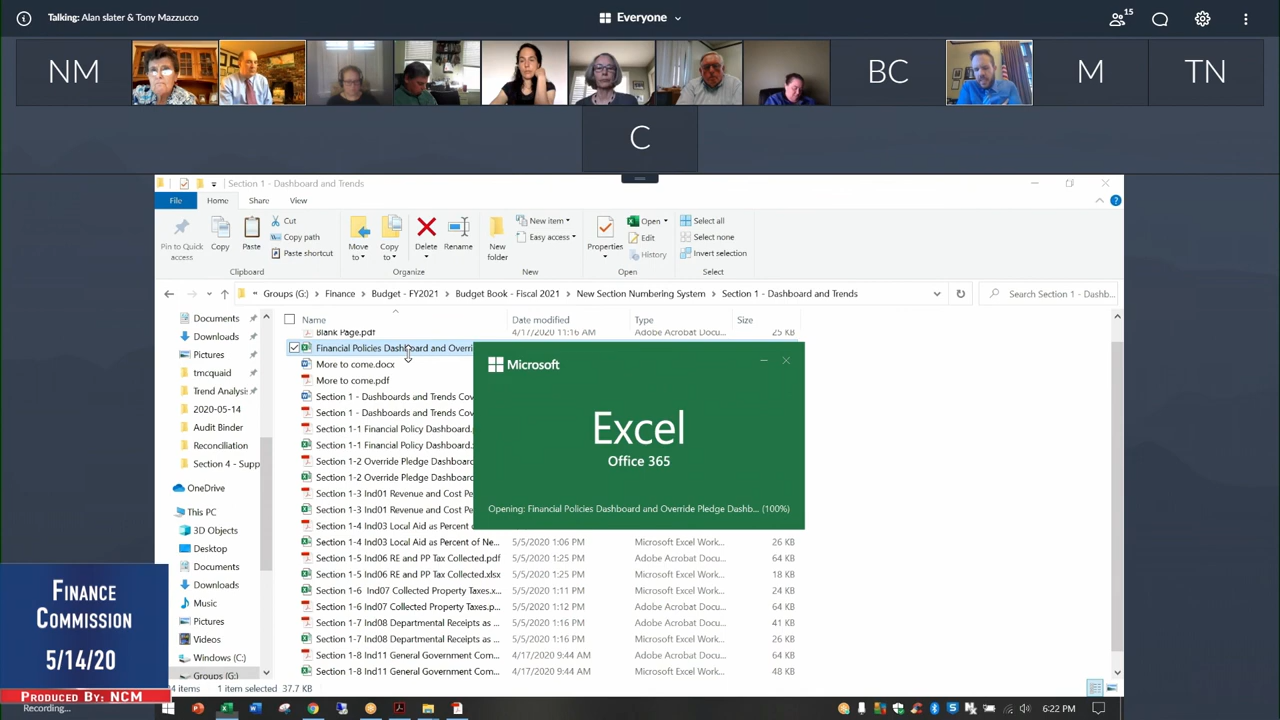 Talking: Alan slater & Tony Mazzucco
Everyone
15
NM
BC
M
TN
C
Section 1 - Dashboard and Trends
File
Home
Share
View
Pin to Quick access
Copy
Paste
Cut
Copy path
Paste shortcut
Move to
Copy to
Delete
Rename
New folder
New item
Easy access
Properties
Open
Edit
History
Select all
Select none
Invert selection
Clipboard
Organize
New
Open
Select
« Groups (G:) > Finance > Budget - FY2021 > Budget Book - Fiscal 2021 > New Section Numbering System > Section 1 - Dashboard and Trends
Search Section 1 - Dashb...
Name
Date modified
Type
Size
Documents
Downloads
Pictures
tmcquaid
Trend Analysis
2020-05-14
Audit Binder
Reconciliation
Section 4 - Supp
OneDrive
This PC
3D Objects
Desktop
Documents
Downloads
Music
Pictures
Videos
Windows (C:)
Groups (G:)
Blank Page.pdf 4/17/2020 11:16 AM Adobe Acrobat Docu... 25 KB
Financial Policies Dashboard and Overri
More to come.docx
More to come.pdf
Section 1 - Dashboards and Trends Cov
Section 1 - Dashboards and Trends Cov
Section 1-1 Financial Policy Dashboard.
Section 1-1 Financial Policy Dashboard.
Section 1-2 Override Pledge Dashboard
Section 1-2 Override Pledge Dashboard
Section 1-3 Ind01 Revenue and Cost Pe
Section 1-3 Ind01 Revenue and Cost Pe
Section 1-4 Ind03 Local Aid as Percent o
Section 1-4 Ind03 Local Aid as Percent of Ne... 5/5/2020 1:06 PM Microsoft Excel Work... 26 KB
Section 1-5 Ind06 RE and PP Tax Collected.pdf 5/5/2020 1:25 PM Adobe Acrobat Docu... 64 KB
Section 1-5 Ind06 RE and PP Tax Collected.xlsx 5/5/2020 1:25 PM Microsoft Excel Work... 18 KB
Section 1-6 Ind07 Collected Property Taxes.x... 5/5/2020 1:11 PM Microsoft Excel Work... 24 KB
Section 1-6 Ind07 Collected Property Taxes.p... 5/5/2020 1:12 PM Adobe Acrobat Docu... 64 KB
Section 1-7 Ind08 Departmental Receipts as ... 5/5/2020 1:16 PM Adobe Acrobat Docu... 41 KB
Section 1-7 Ind08 Departmental Receipts as ... 5/5/2020 1:16 PM Microsoft Excel Work... 26 KB
Section 1-8 Ind11 General Government Com... 4/17/2020 9:44 AM Adobe Acrobat Docu... 64 KB
Section 1-8 Ind11 General Government Com... 4/17/2020 9:44 AM Microsoft Excel Work... 48 KB
Microsoft
Excel
Office 365
Opening: Financial Policies Dashboard and Override Pledge Dashb... (100%)
4 items 1 item selected 37.7 KB
FINANCE
COMMISSION
5/14/20
PRODUCED BY: NCM
Recording...
6:22 PM